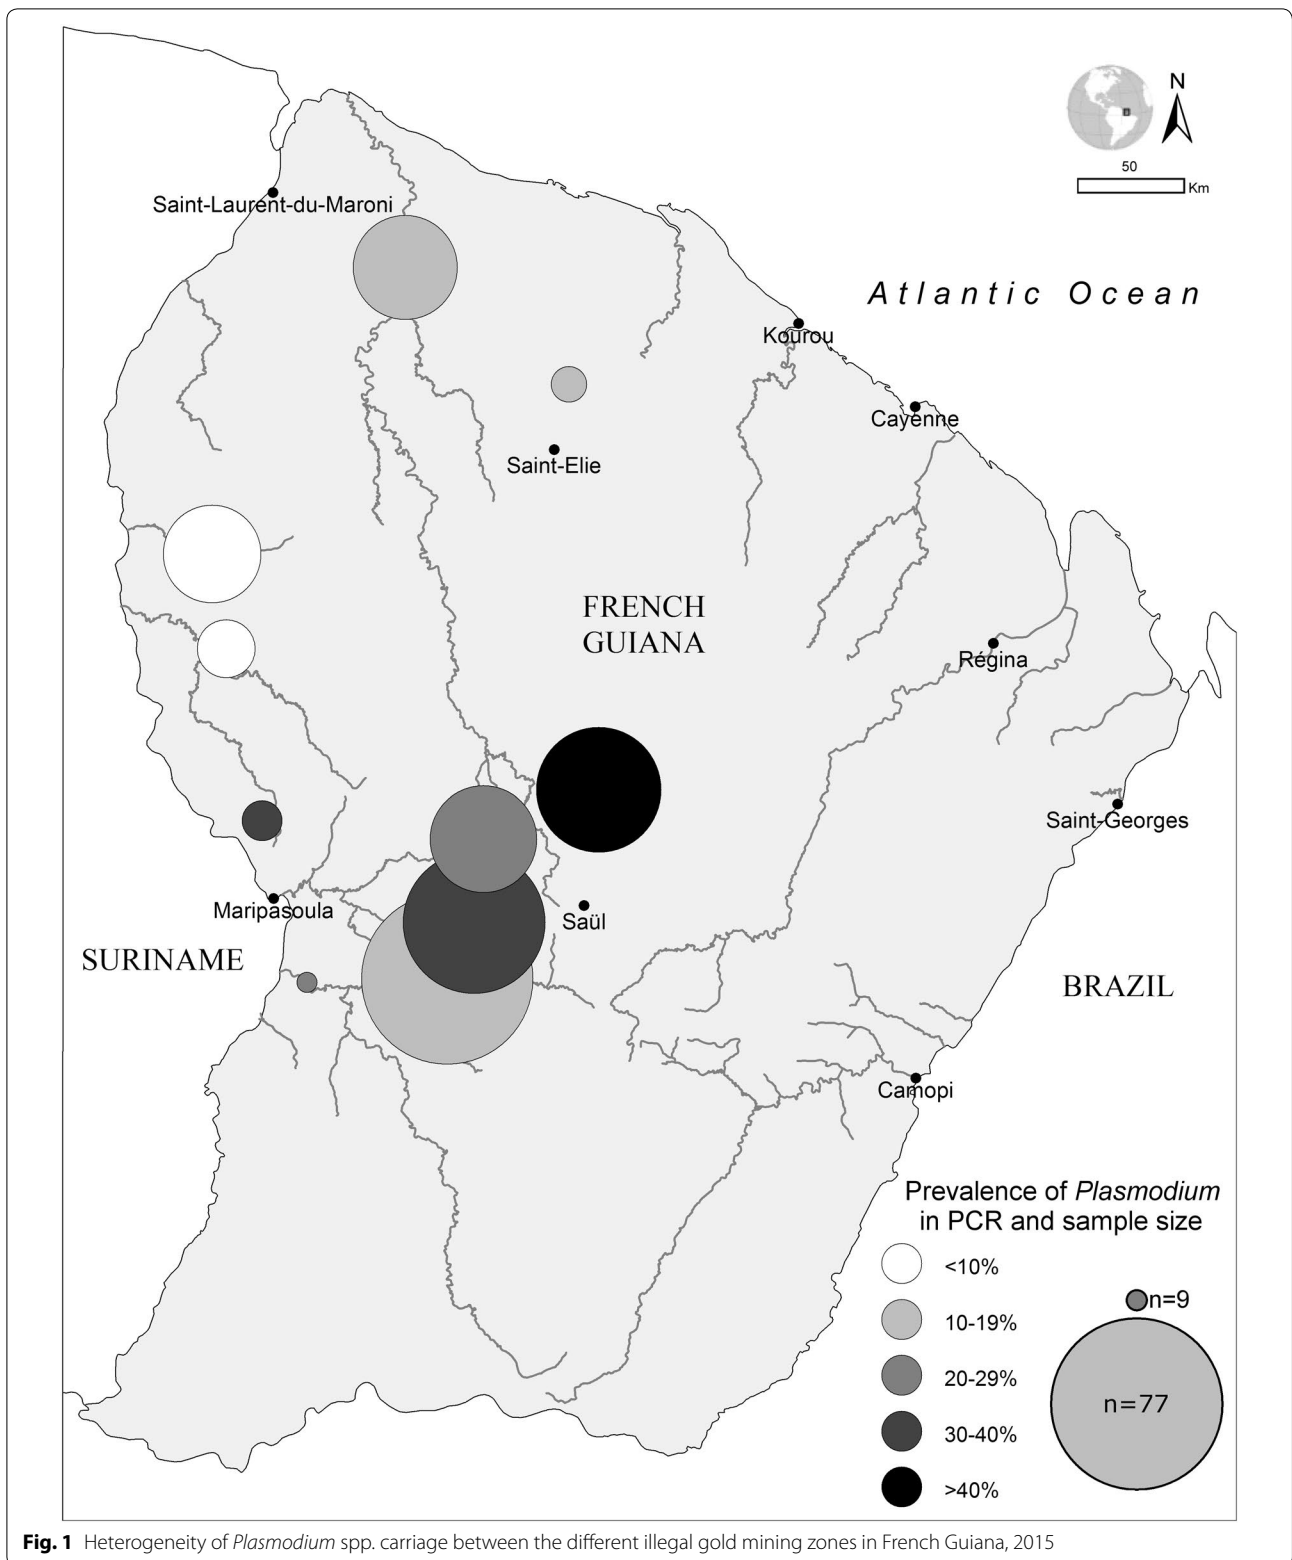 N
50
Km
Saint-Laurent-du-Maroni
Atlantic Ocean
Kourou
Cayenne
Saint-Elie
FRENCH
GUIANA
Régina
Saint-Georges
Maripasoula
Saül
SURINAME
BRAZIL
Camopi
Prevalence of Plasmodium
in PCR and sample size
<10%
10-19%
20-29%
30-40%
>40%
n=9
n=77
Fig. 1 Heterogeneity of Plasmodium spp. carriage between the different illegal gold mining zones in French Guiana, 2015